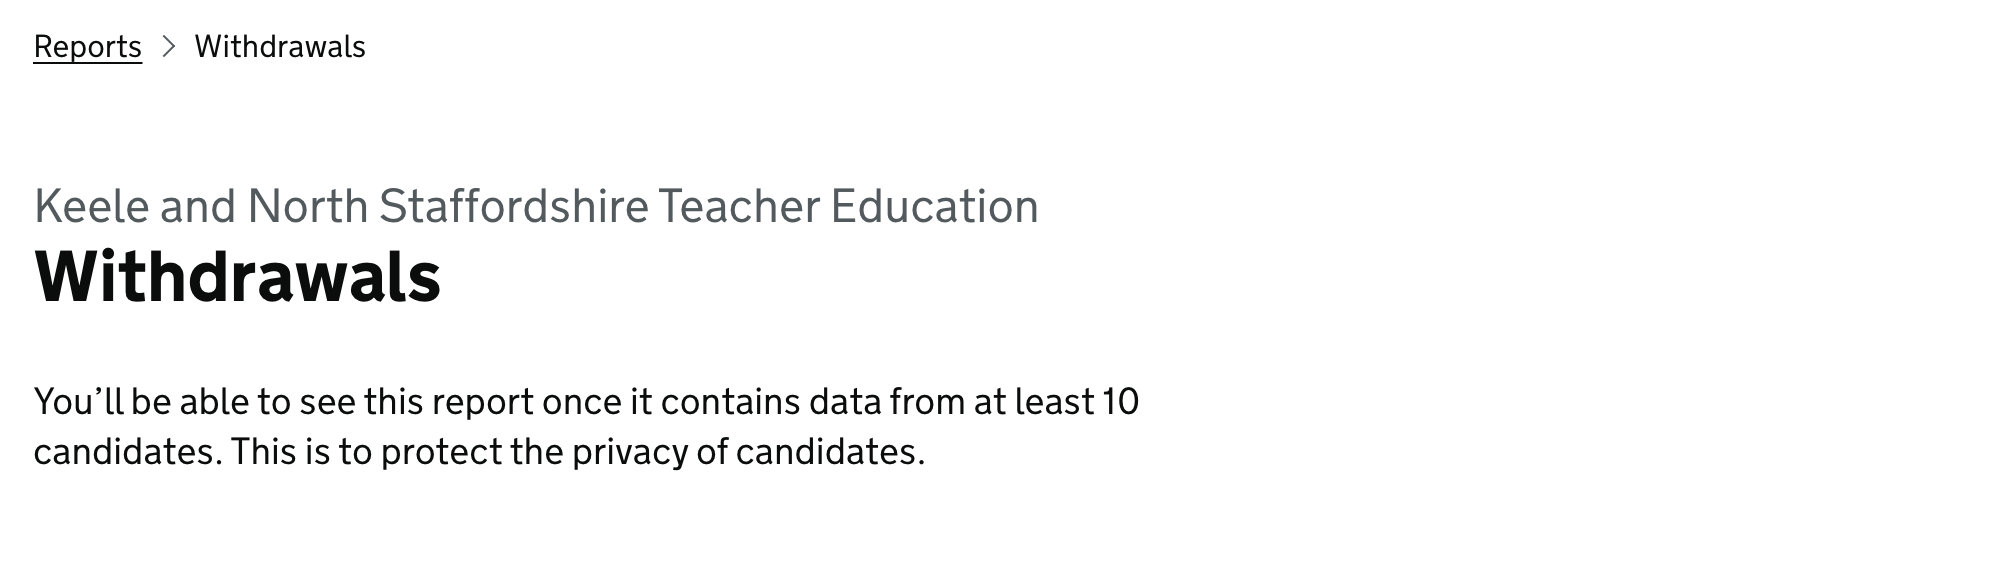 Reports > Withdrawals
Keele and North Staffordshire Teacher Education
Withdrawals
You’ll be able to see this report once it contains data from at least 10
candidates. This is to protect the privacy of candidates.